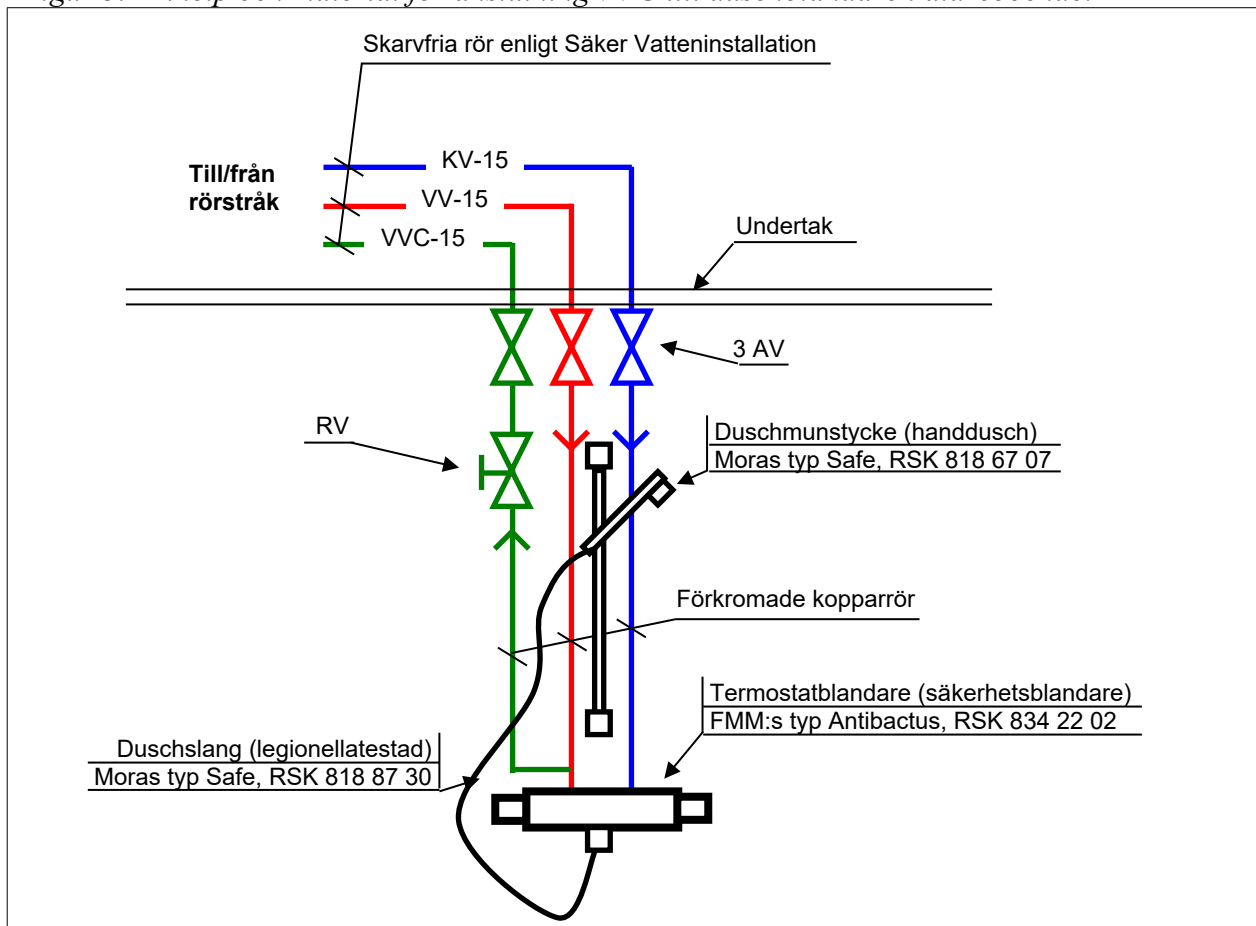 Skarvfria rör enligt Säker Vatteninstallation
KV-15
Till/från
rörstråk
VV-15
VVC-15
Undertak
3 AV
RV
Duschmunstycke (handdusch)
Moras typ Safe, RSK 818 67 07
Förkromade kopparrör
Termostatblandare (säkerhetsblandare)
FMM:s typ Antibactus, RSK 834 22 02
Duschslang (legionellatestad)
Moras typ Safe, RSK 818 87 30